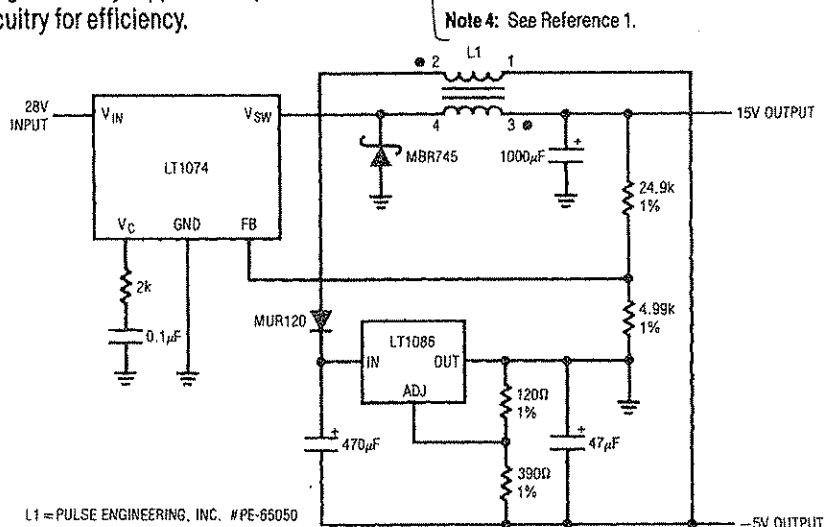 cuitry for efficiency.
Note 4: See Reference 1.
L1
2
1
28V
INPUT
VIN
VSW
4
3
15V OUTPUT
LT1074
MBR745
1000µF
+
24.9k
1%
VC
GND
FB
2k
0.1µF
MUR120
4.99k
1%
LT1086
IN
OUT
ADJ
120Ω
1%
+
470µF
+
47µF
390Ω
1%
L1 = PULSE ENGINEERING, INC. #PE-65050
−5V OUTPUT